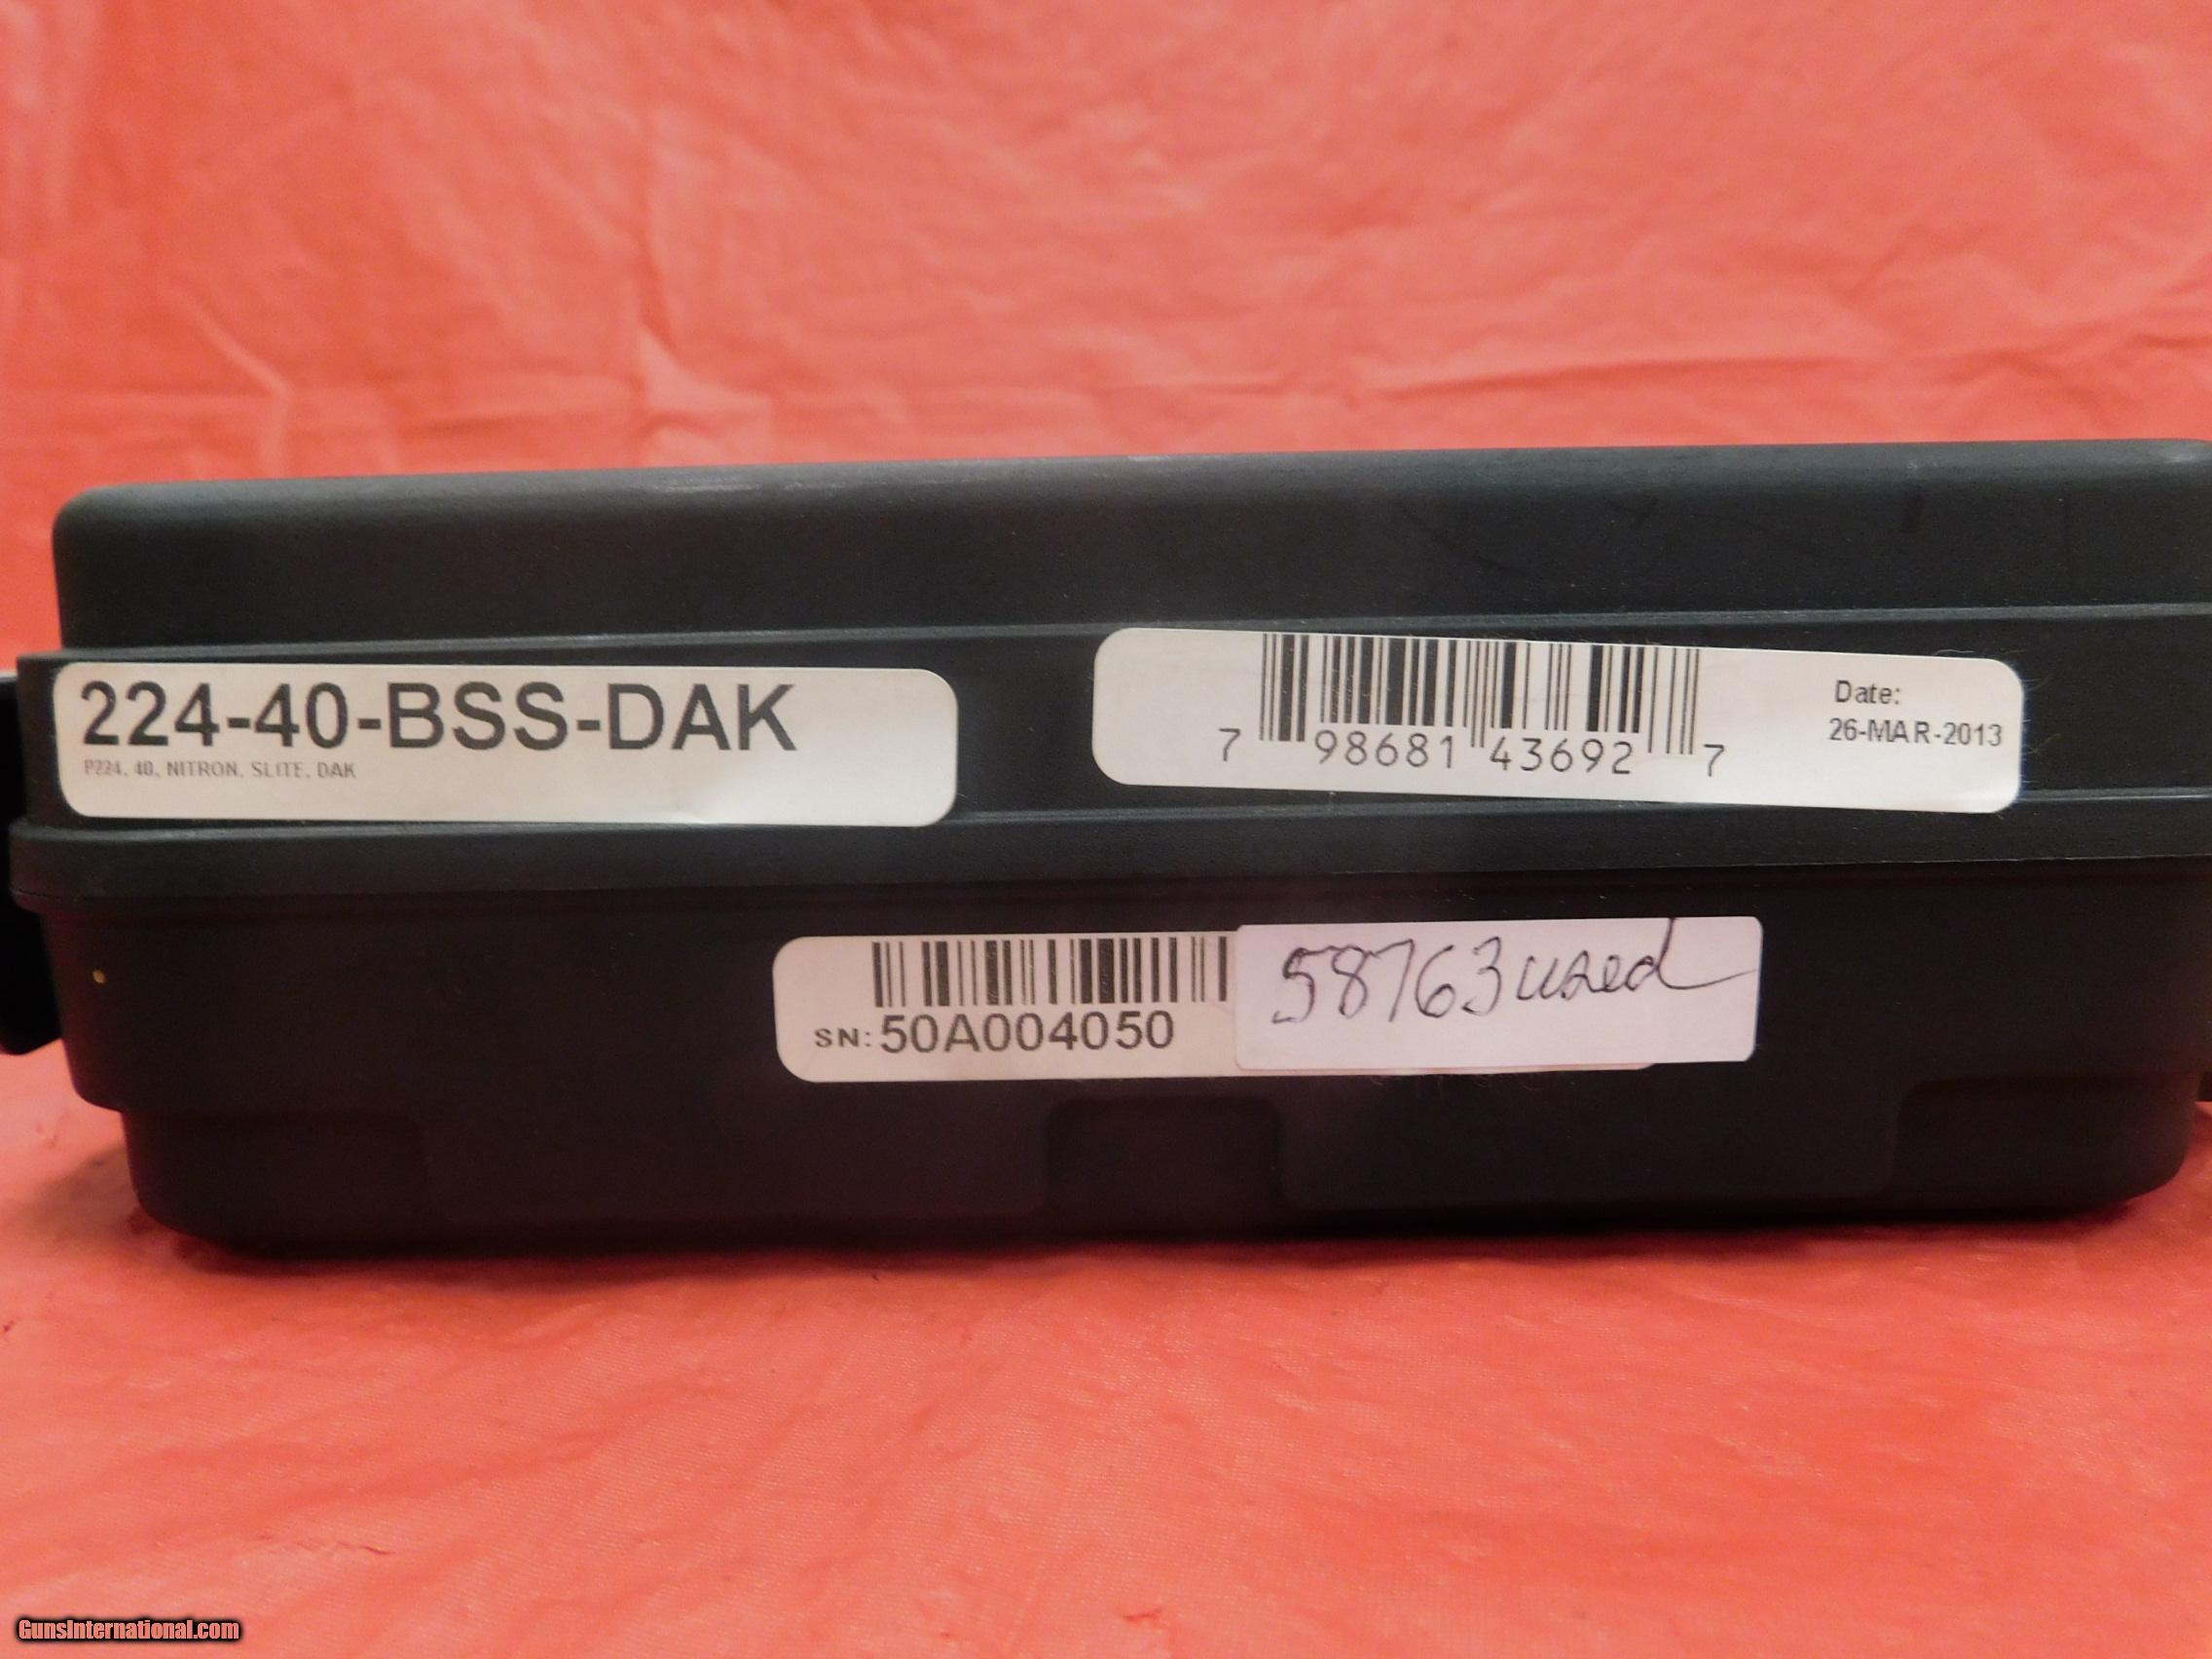 224-40-BSS-DAK
P224, 40, NITRON, SLITE, DAK
7 98681 43692 7
Date:
26-MAR-2013
SN: 50A004050
58763 used
GunsInternational.com